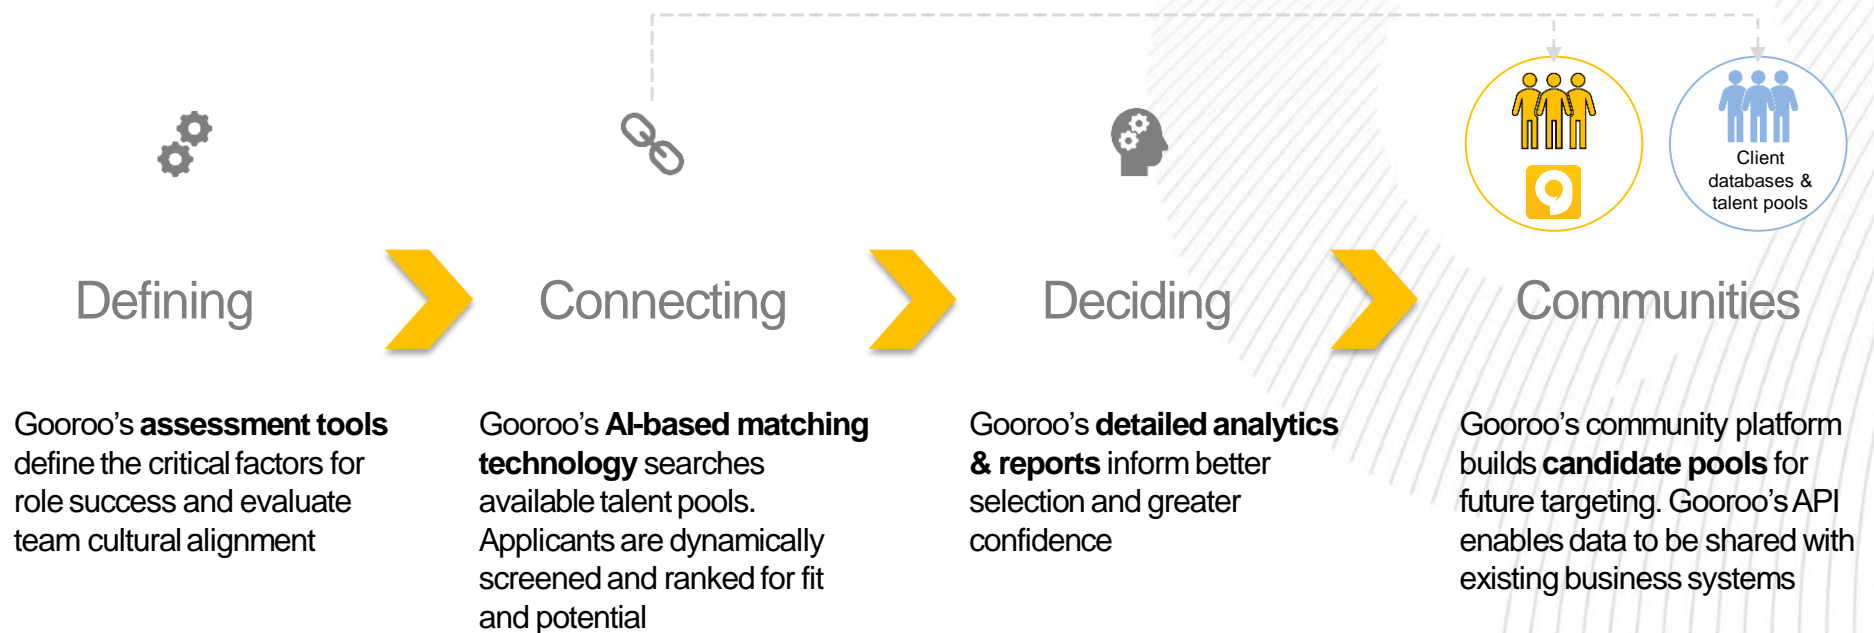 Client
databases &
talent pools
Defining
Connecting
Deciding
Communities
Gooroo's assessment tools
define the critical factors for
role success and evaluate
team cultural alignment
Gooroo's AI-based matching
technology searches
available talent pools.
Applicants are dynamically
screened and ranked for fit
and potential
Gooroo's detailed analytics
& reports inform better
selection and greater
confidence
Gooroo's community platform
builds candidate pools for
future targeting. Gooroo's API
enables data to be shared with
existing business systems